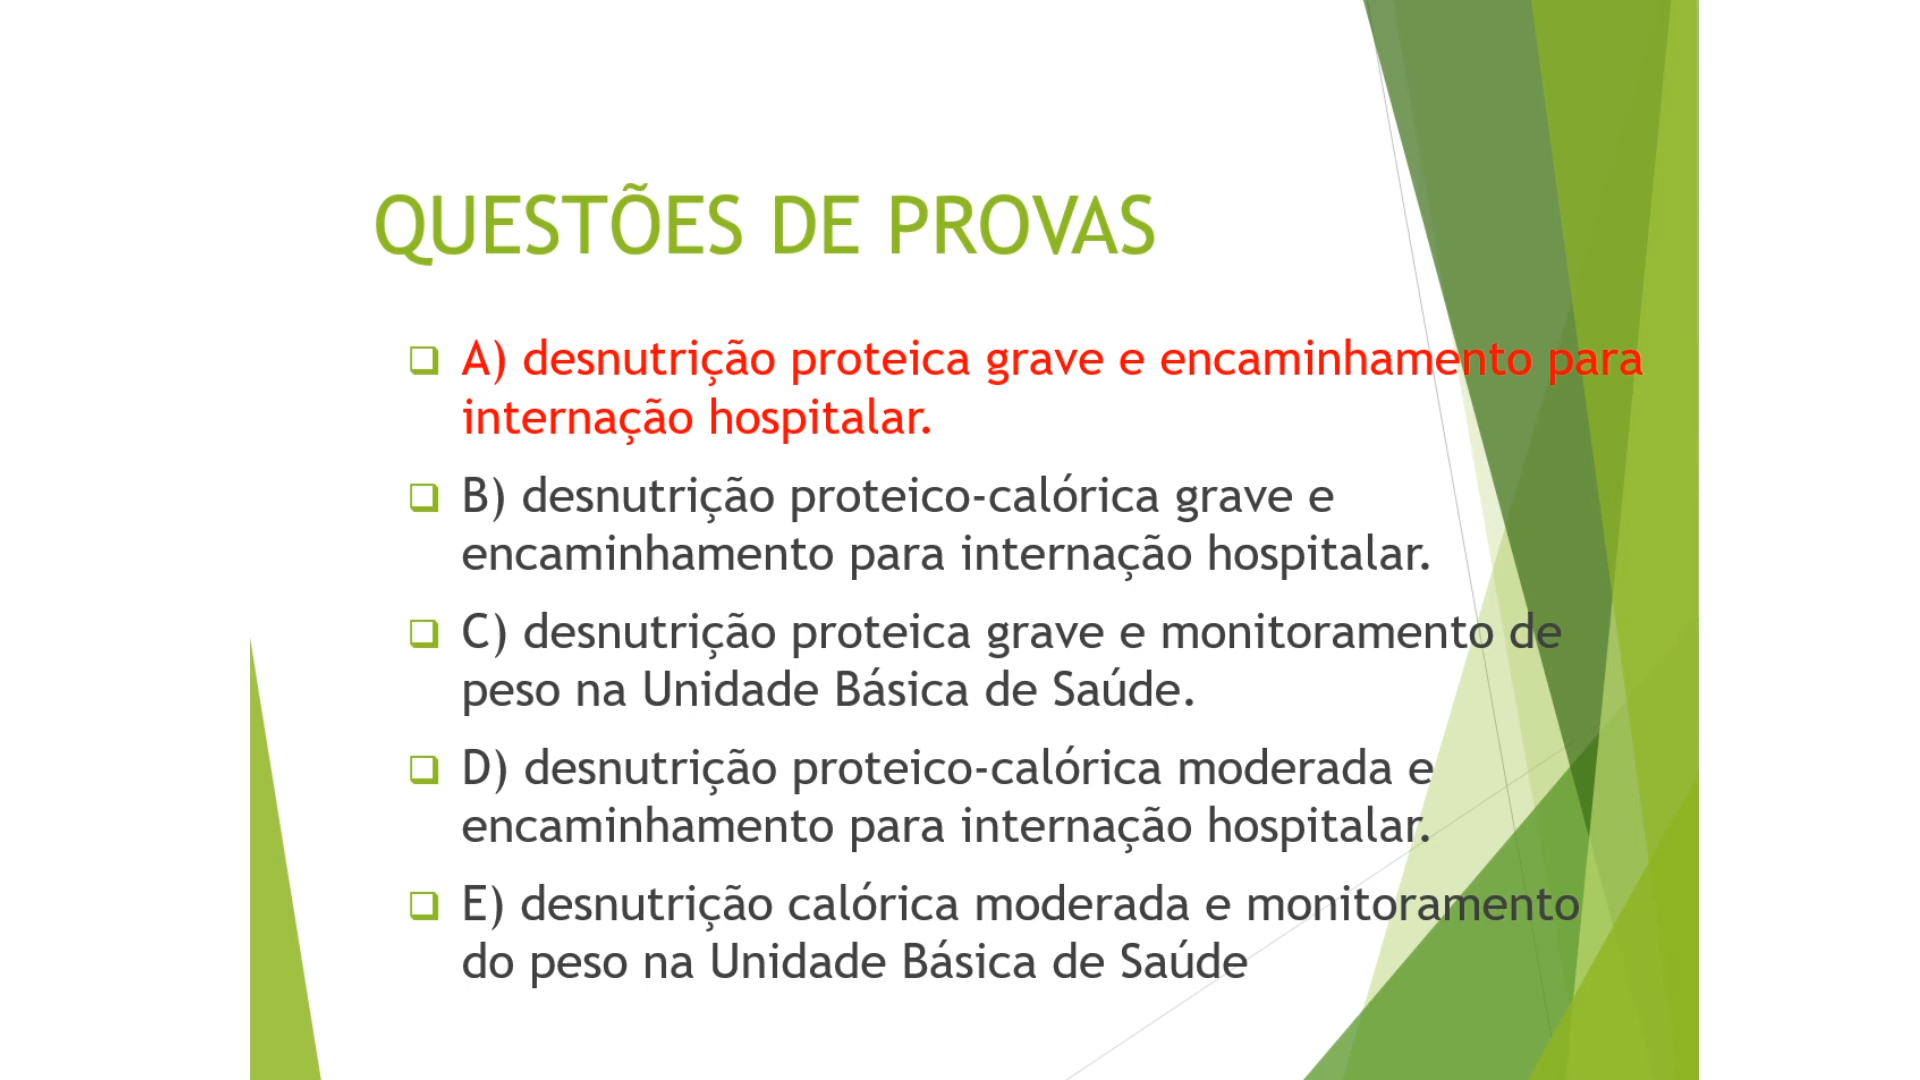 QUESTÕES DE PROVAS
A) desnutrição proteica grave e encaminhamento para
internação hospitalar.
B) desnutrição proteico-calórica grave e
encaminhamento para internação hospitalar.
C) desnutrição proteica grave e monitoramento de
peso na Unidade Básica de Saúde.
D) desnutrição proteico-calórica moderada e
encaminhamento para internação hospitalar.
E) desnutrição calórica moderada e monitoramento
do peso na Unidade Básica de Saúde